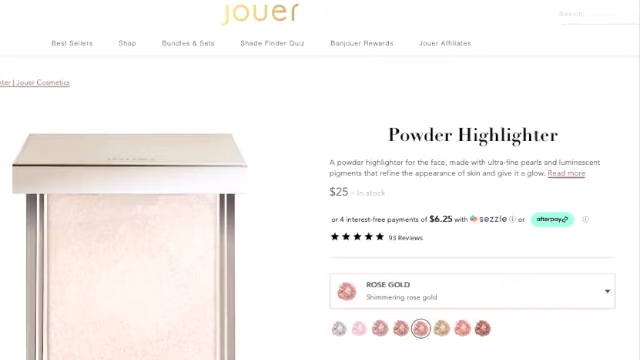 jouer
Search
Best Sellers Shop Bundles & Sets Shade Finder Quiz Banjouer Rewards Jouer Affiliates
ter | Jouer Cosmetics
Powder Highlighter
A powder highlighter for the face, made with ultra-fine pearls and luminescent
pigments that refine the appearance of skin and give it a glow. Read more
$25 - In stock
or 4 interest-free payments of $6.25 with sezzle or afterpay
93 Reviews
ROSE GOLD
Shimmering rose gold